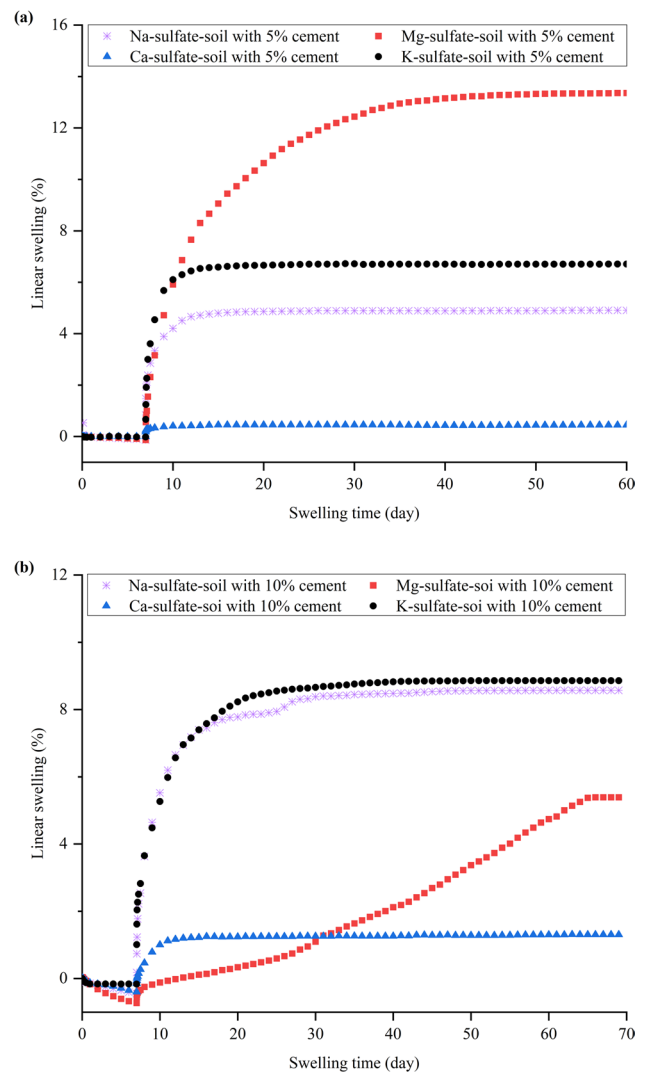 (a)
16
Na-sulfate-soil with 5% cement
Mg-sulfate-soil with 5% cement
Ca-sulfate-soil with 5% cement
K-sulfate-soil with 5% cement
12
8
4
0
Linear swelling (%)
0 10 20 30 40 50 60
Swelling time (day)
(b)
12
Na-sulfate-soil with 10% cement
Mg-sulfate-soi with 10% cement
Ca-sulfate-soi with 10% cement
K-sulfate-soi with 10% cement
8
4
0
Linear swelling (%)
0 10 20 30 40 50 60 70
Swelling time (day)